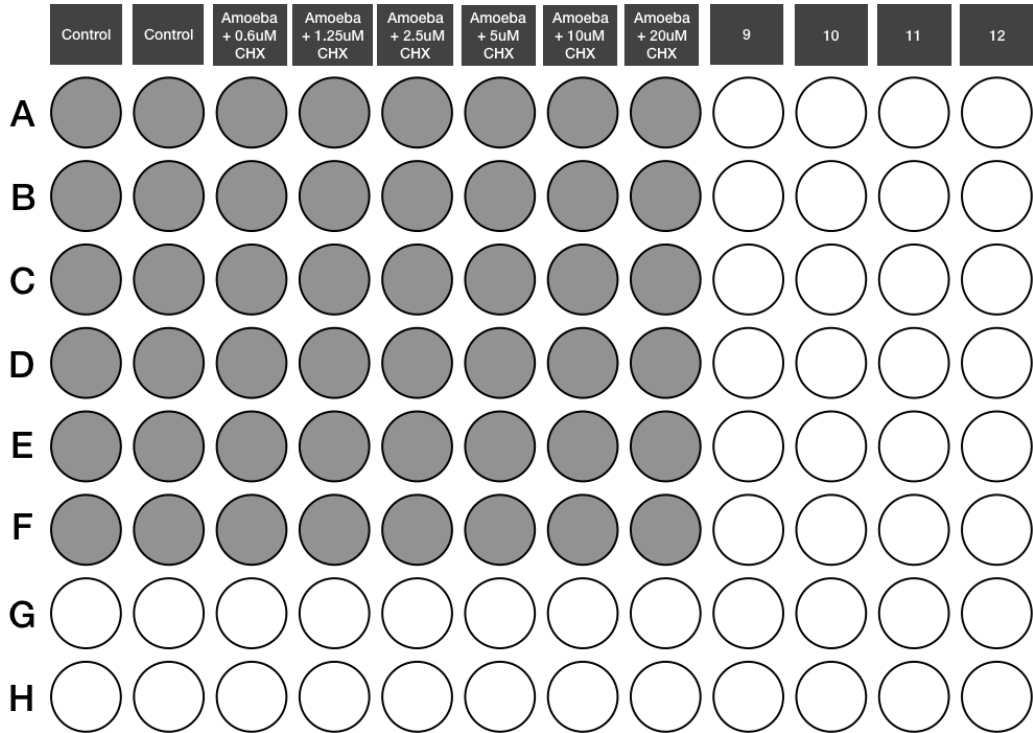 Control
Control
Amoeba
+ 0.6uM
CHX
Amoeba
+ 1.25uM
CHX
Amoeba
+ 2.5uM
CHX
Amoeba
+ 5uM
CHX
Amoeba
+ 10uM
CHX
Amoeba
+ 20uM
CHX
9
10
11
12
A
B
C
D
E
F
G
H